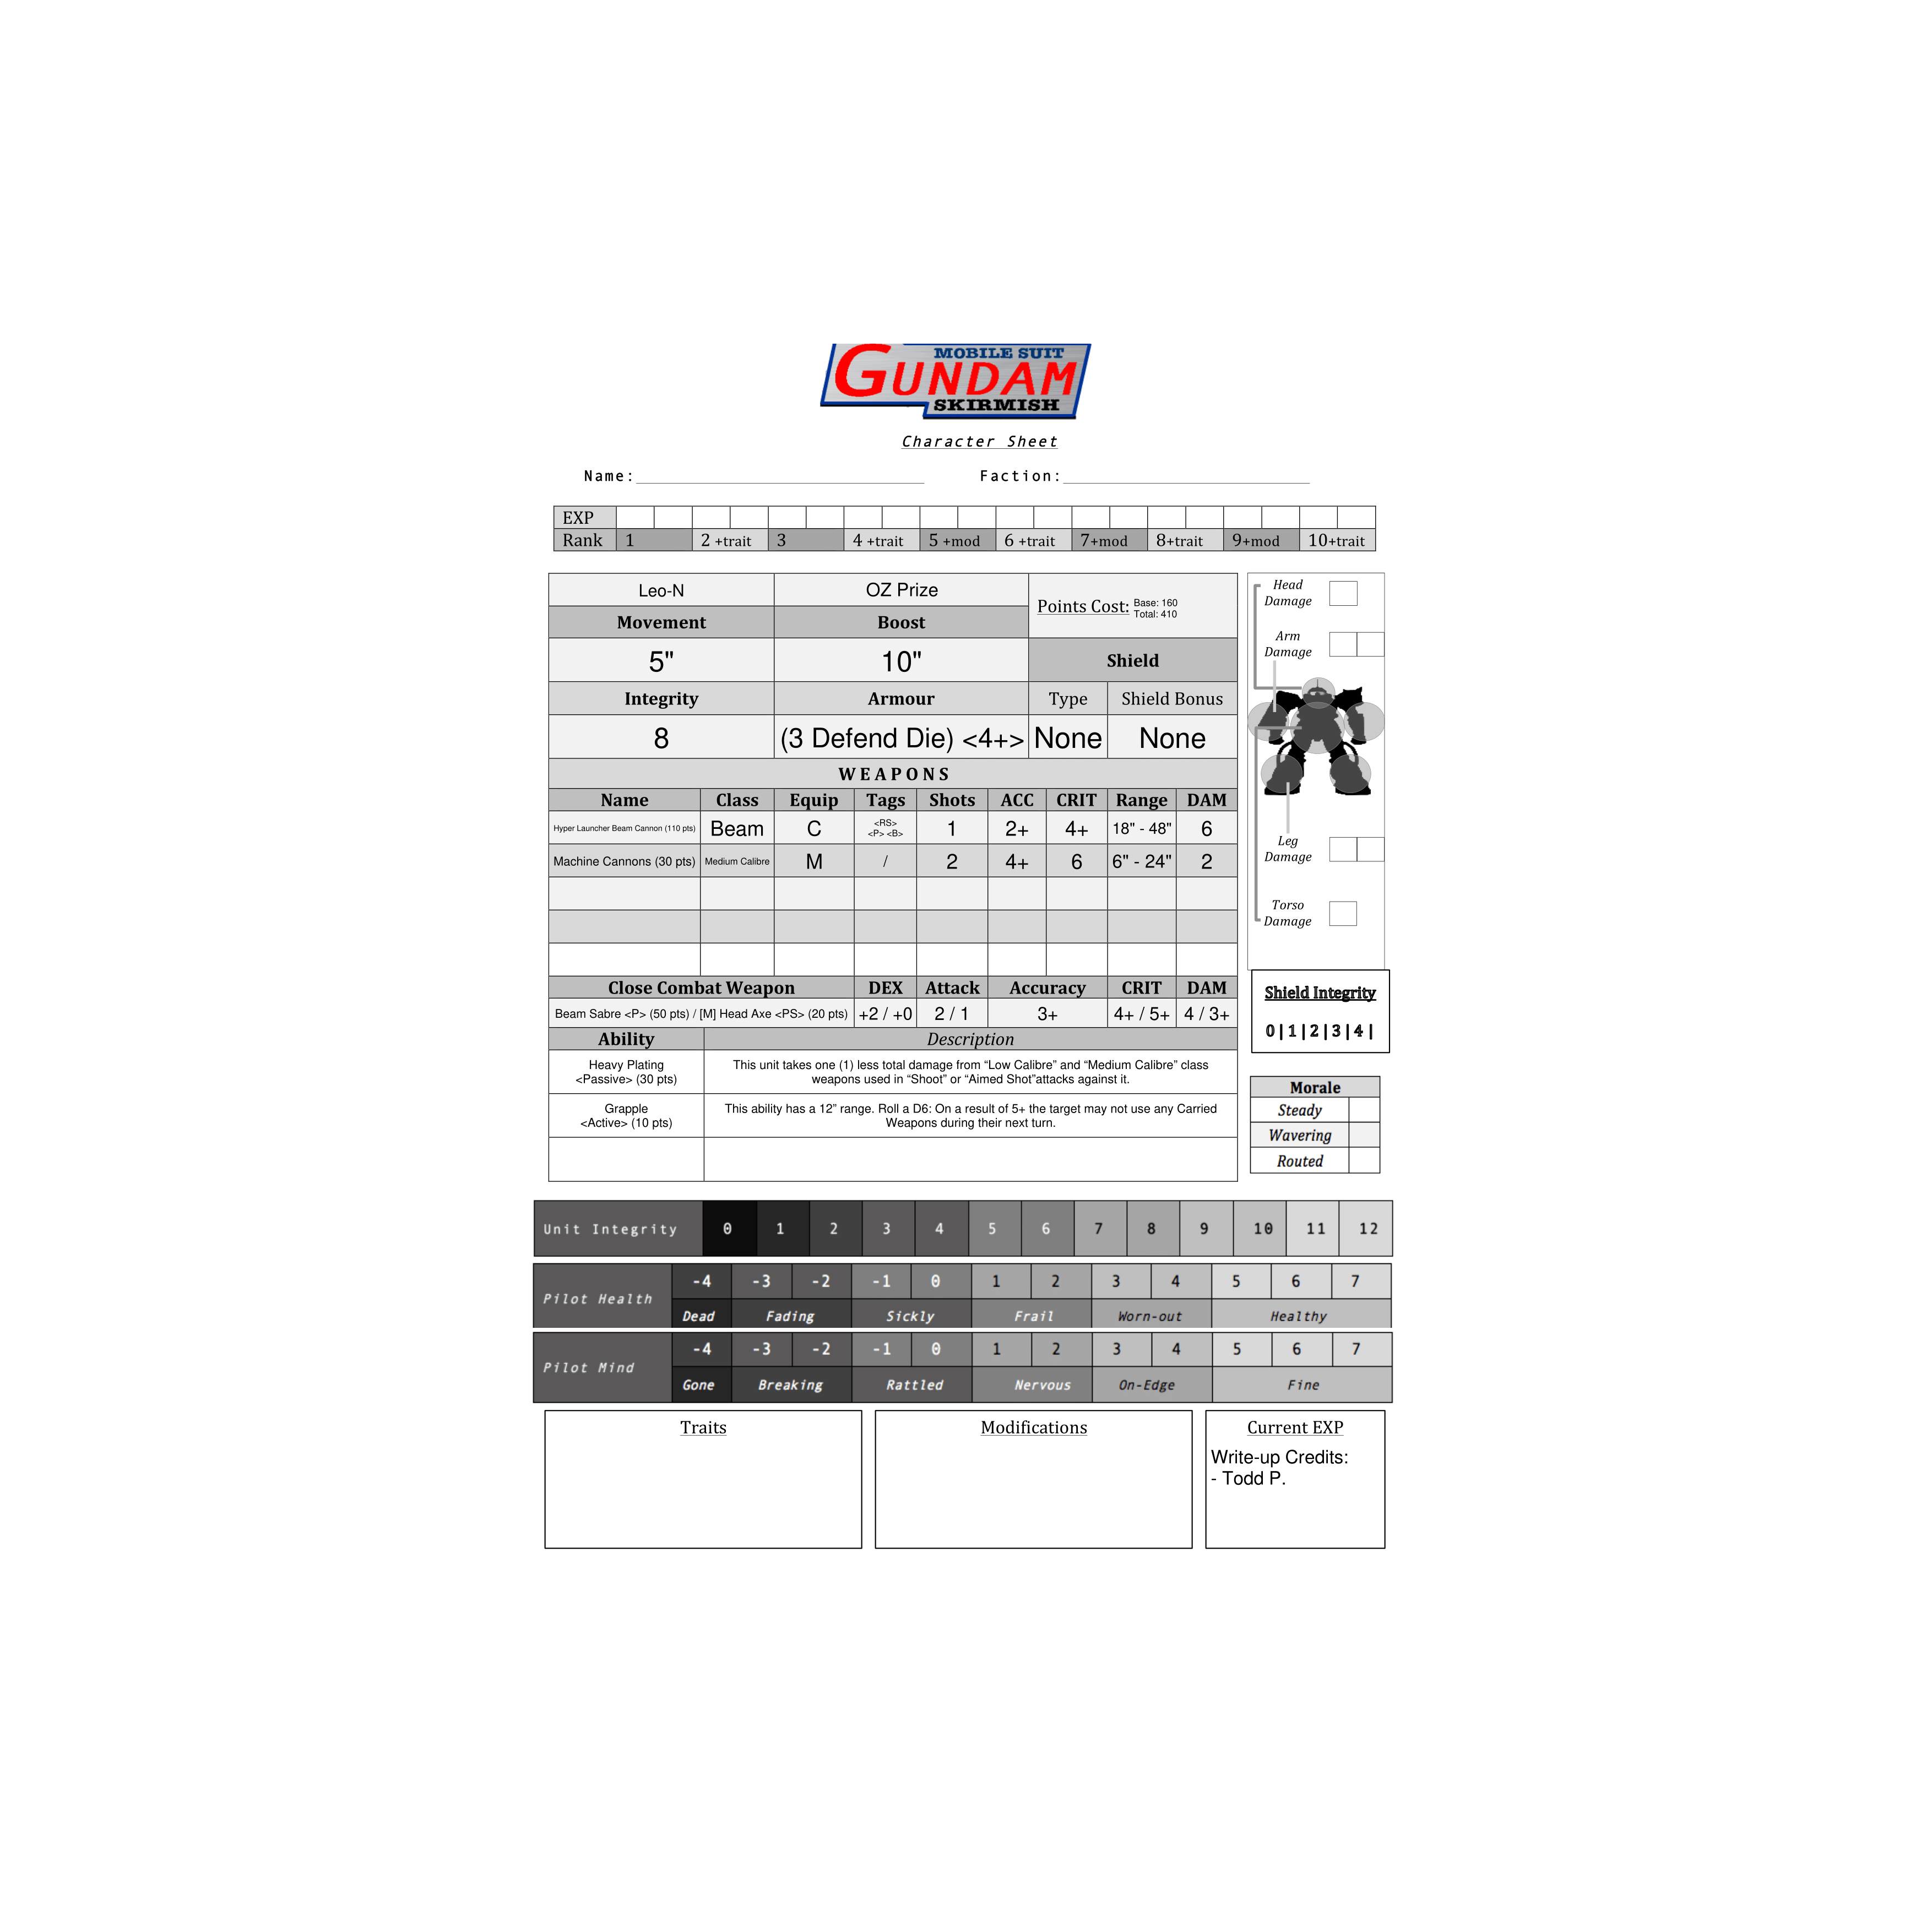 MOBILE SUIT
GUNDAM
SKIRMISH
Character Sheet
Name: Faction:
EXP
Rank 1 2 +trait 3 4 +trait 5 +mod 6 +trait 7+mod 8+trait 9+mod 10+trait
Leo-N OZ Prize Points Cost: Base: 160
Total: 410
Movement Boost
5" 10" Shield
Integrity Armour Type Shield Bonus
8 (3 Defend Die) <4+> None None
WEAPONS
Name Class Equip Tags Shots ACC CRIT Range DAM
Hyper Launcher Beam Cannon (110 pts) Beam C <RS> <P> <B> 1 2+ 4+ 18" - 48" 6
Machine Cannons (30 pts) Medium Calibre M / 2 4+ 6 6" - 24" 2
Close Combat Weapon DEX Attack Accuracy CRIT DAM
Beam Sabre <P> (50 pts) / [M] Head Axe <PS> (20 pts) +2 / +0 2 / 1 3+ 4+ / 5+ 4 / 3+
Ability Description
Heavy Plating
<Passive> (30 pts)
This unit takes one (1) less total damage from “Low Calibre” and “Medium Calibre” class
weapons used in “Shoot” or “Aimed Shot”attacks against it.
Grapple
<Active> (10 pts)
This ability has a 12” range. Roll a D6: On a result of 5+ the target may not use any Carried
Weapons during their next turn.
Head
Damage
Arm
Damage
Leg
Damage
Torso
Damage
Shield Integrity
0|1|2|3|4|
Morale
Steady
Wavering
Routed
Unit Integrity 0 1 2 3 4 5 6 7 8 9 10 11 12
Pilot Health -4 -3 -2 -1 0 1 2 3 4 5 6 7
Dead Fading Sickly Frail Worn-out Healthy
Pilot Mind -4 -3 -2 -1 0 1 2 3 4 5 6 7
Gone Breaking Rattled Nervous On-Edge Fine
Traits Modifications Current EXP
Write-up Credits:
- Todd P.